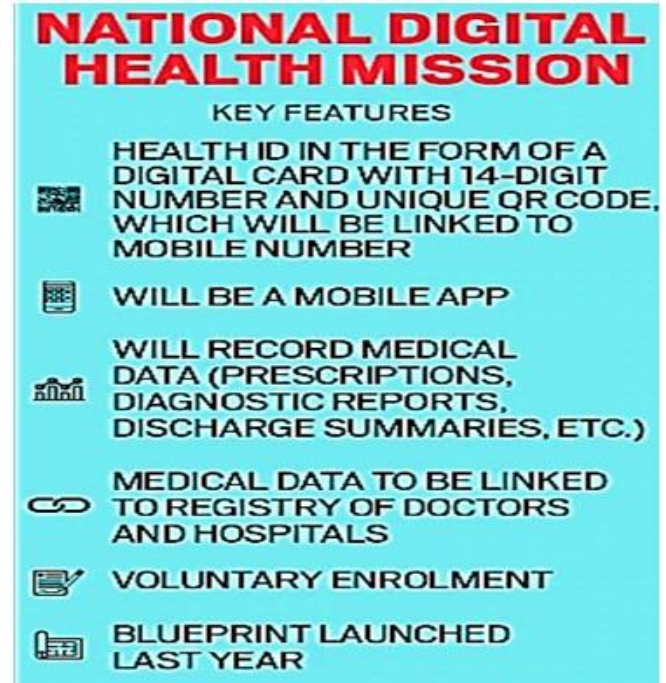 NATIONAL DIGITAL
HEALTH MISSION
KEY FEATURES
HEALTH ID IN THE FORM OF A
DIGITAL CARD WITH 14-DIGIT
NUMBER AND UNIQUE QR CODE,
WHICH WILL BE LINKED TO
MOBILE NUMBER
WILL BE A MOBILE APP
WILL RECORD MEDICAL
DATA (PRESCRIPTIONS,
DIAGNOSTIC REPORTS,
DISCHARGE SUMMARIES, ETC.)
MEDICAL DATA TO BE LINKED
TO REGISTRY OF DOCTORS
AND HOSPITALS
VOLUNTARY ENROLMENT
BLUEPRINT LAUNCHED
LAST YEAR